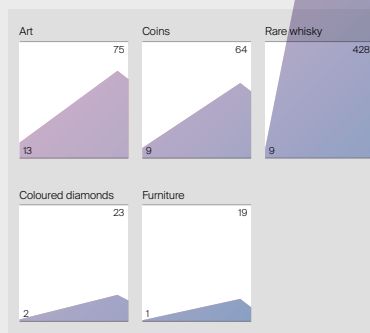 Art
Coins
Rare whisky
75
64
428
13
9
9
Coloured diamonds
Furniture
23
19
2
1